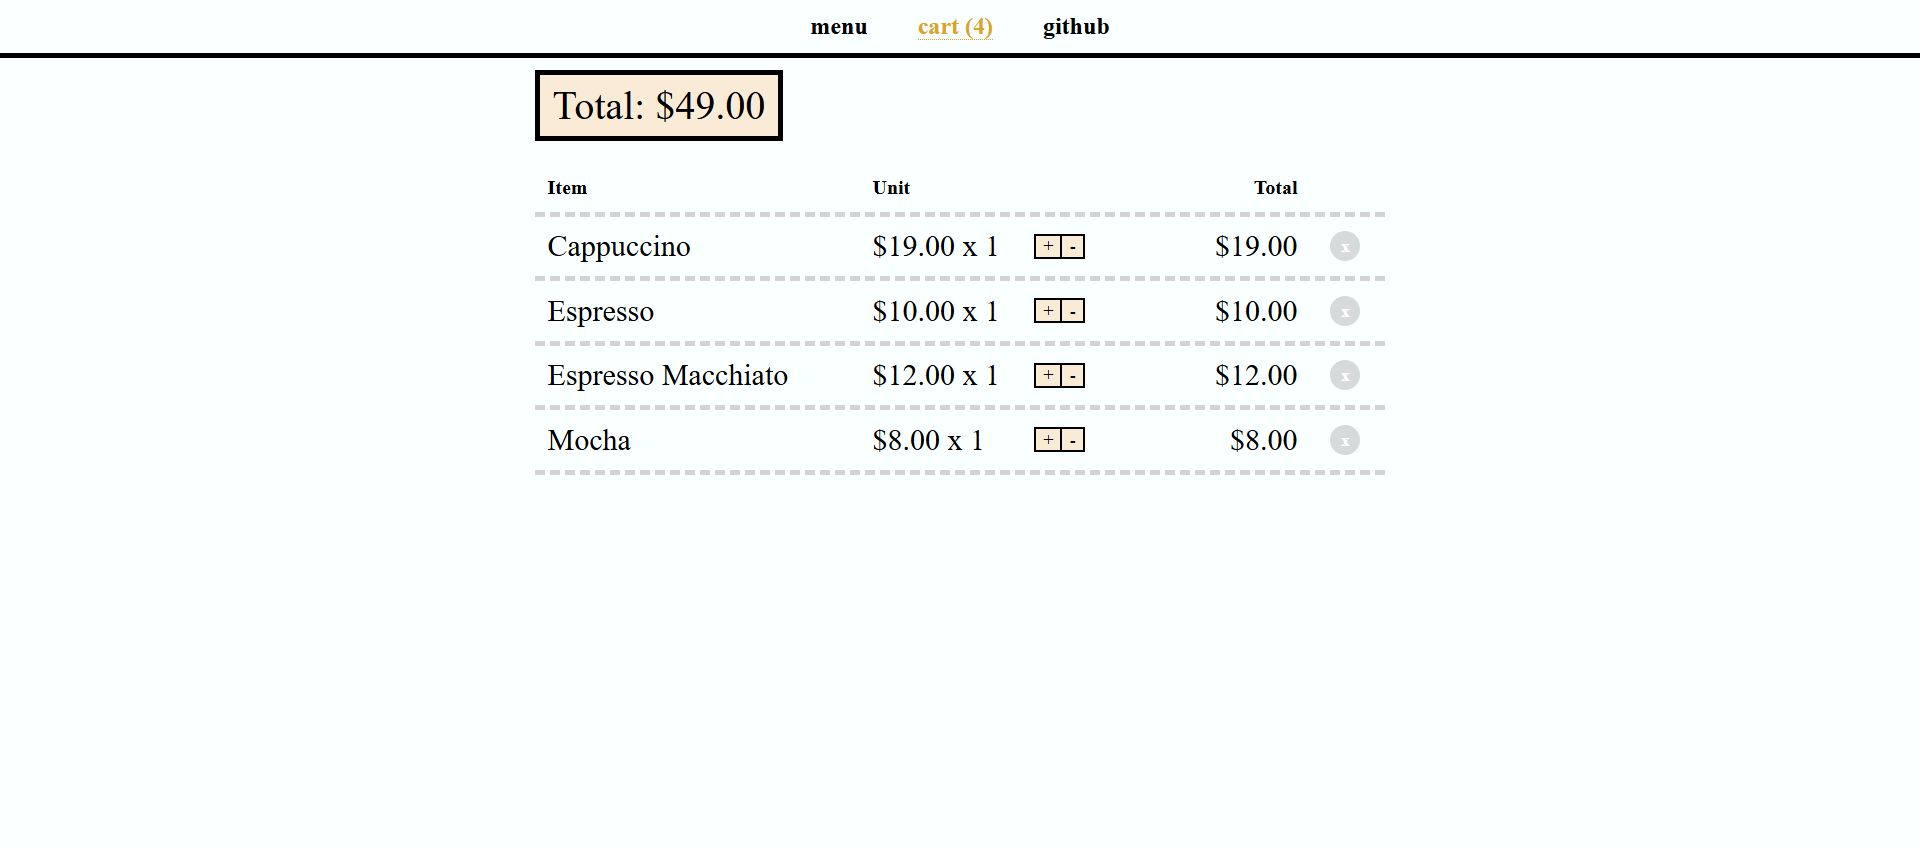 menu cart (4) github
Total: $49.00
Item Unit Total
Cappuccino $19.00 x 1 + - $19.00 x
Espresso $10.00 x 1 + - $10.00 x
Espresso Macchiato $12.00 x 1 + - $12.00 x
Mocha $8.00 x 1 + - $8.00 x